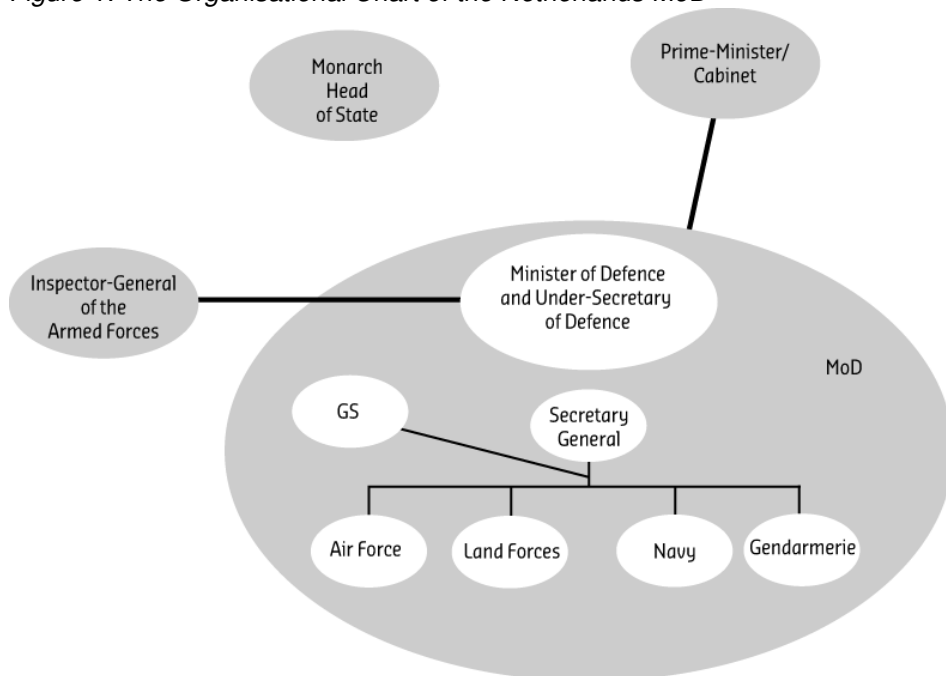 Figure 1: The Organisational Chart of the Netherlands MoD
Monarch
Head
of State
Prime-Minister/
Cabinet
Inspector-General
of the
Armed Forces
Minister of Defence
and Under-Secretary
of Defence
MoD
GS
Secretary
General
Air Force
Land Forces
Navy
Gendarmerie